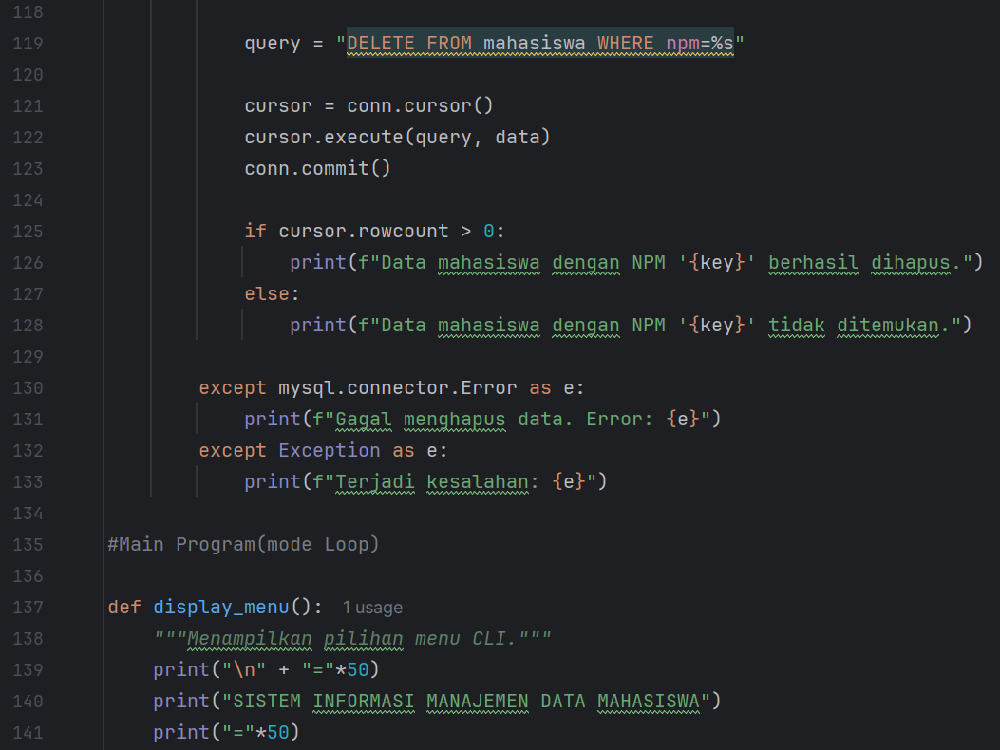 118
119 query = "DELETE FROM mahasiswa WHERE npm=%s"
120
121 cursor = conn.cursor()
122 cursor.execute(query, data)
123 conn.commit()
124
125 if cursor.rowcount > 0:
126 print(f"Data mahasiswa dengan NPM '{key}' berhasil dihapus.")
127 else:
128 print(f"Data mahasiswa dengan NPM '{key}' tidak ditemukan.")
129
130 except mysql.connector.Error as e:
131 print(f"Gagal menghapus data. Error: {e}")
132 except Exception as e:
133 print(f"Terjadi kesalahan: {e}")
134
135 #Main Program(mode Loop)
136
137 def display_menu(): 1 usage
138 """Menampilkan pilihan menu CLI."""
139 print("\n" + "="*50)
140 print("SISTEM INFORMASI MANAJEMEN DATA MAHASISWA")
141 print("="*50)